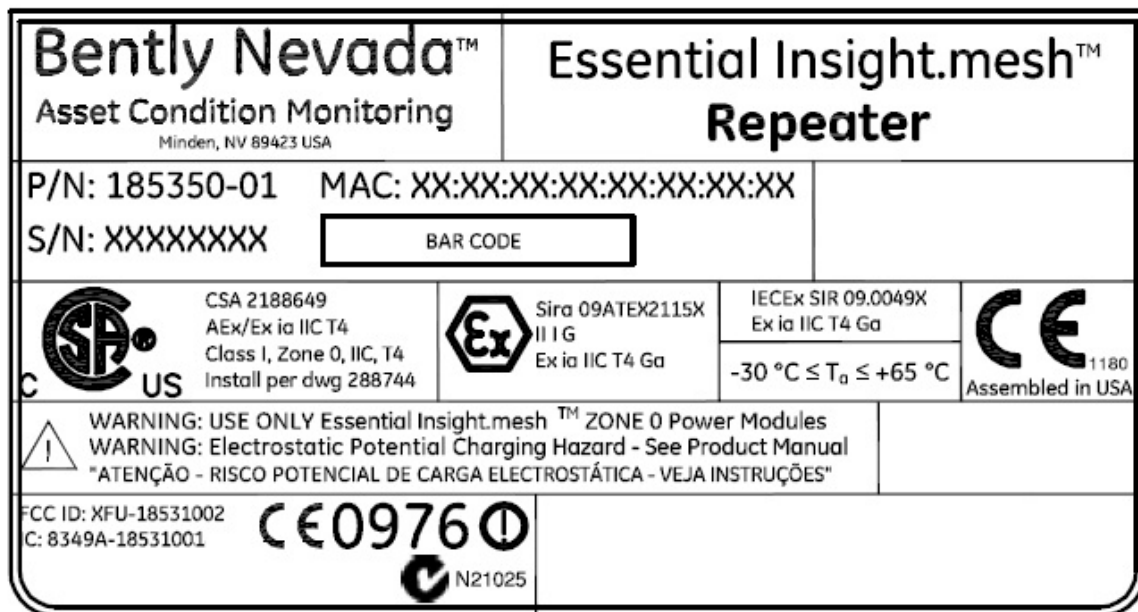 Bently Nevada™
Asset Condition Monitoring
Minden, NV 89423 USA
Essential Insight.mesh™
Repeater
P/N: 185350-01 MAC: XX:XX:XX:XX:XX:XX:XX:XX
S/N: XXXXXXXX
BAR CODE
CSA®
C US
CSA 2188649
AEx/Ex ia IIC T4
Class I, Zone 0, IIC, T4
Install per dwg 288744
Ex
Sira 09ATEX2115X
II I G
Ex ia IIC T4 Ga
IECEx SIR 09.0049X
Ex ia IIC T4 Ga
-30 °C ≤ Ta ≤ +65 °C
CE
1180
Assembled in USA
!
WARNING: USE ONLY Essential Insight.mesh ™ ZONE 0 Power Modules
WARNING: Electrostatic Potential Charging Hazard - See Product Manual
"ATENÇÃO - RISCO POTENCIAL DE CARGA ELECTROSTÁTICA - VEJA INSTRUÇÕES"
FCC ID: XFU-18531002
IC: 8349A-18531001
CE0976
N21025